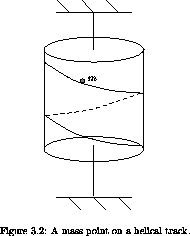 Figure 3.2: A mass point on a helical track.